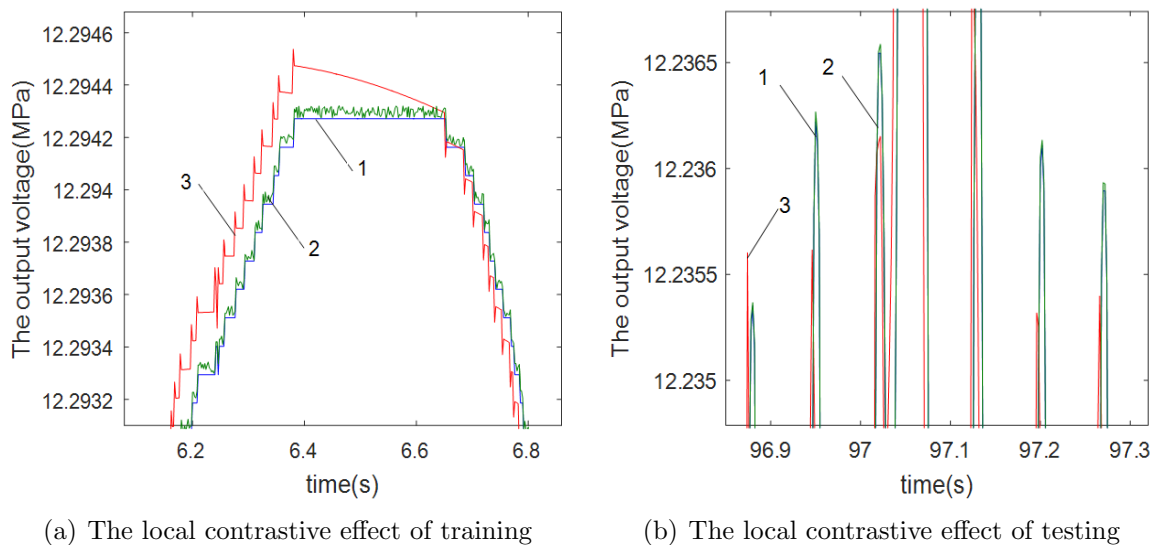 12.2946
12.2944
12.2942
12.294
12.2938
12.2936
12.2934
12.2932
The output voltage(MPa)
1
3
2
6.2 6.4 6.6 6.8
time(s)
(a) The local contrastive effect of training
12.2365
12.236
12.2355
12.235
The output voltage(MPa)
1
2
3
96.9 97 97.1 97.2 97.3
time(s)
(b) The local contrastive effect of testing